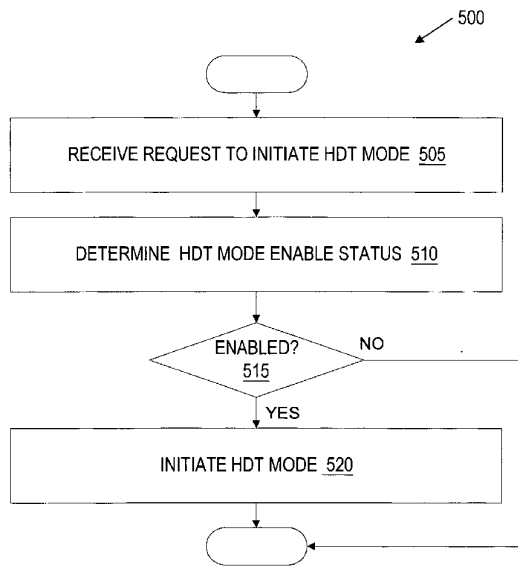 500
RECEIVE REQUEST TO INITIATE HDT MODE 505
DETERMINE HDT MODE ENABLE STATUS 510
ENABLED?
515
NO
YES
INITIATE HDT MODE 520